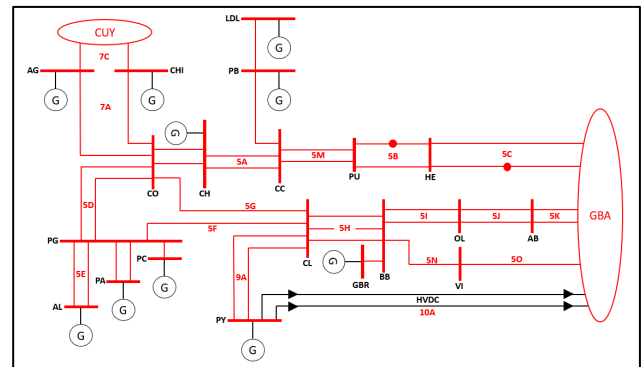 LDL
G
CUY
7C
AG
CHI
PB
G
G
G
7A
G
5A
5M
5B
5C
PU
HE
CO
CH
CC
5D
5G
5F
GBA
5H
5I
5J
5K
PG
PC
CL
OL
AB
5E
PA
G
G
GBR
BB
5N
5O
VI
9A
AL
G
G
PY
HVDC
10A
G